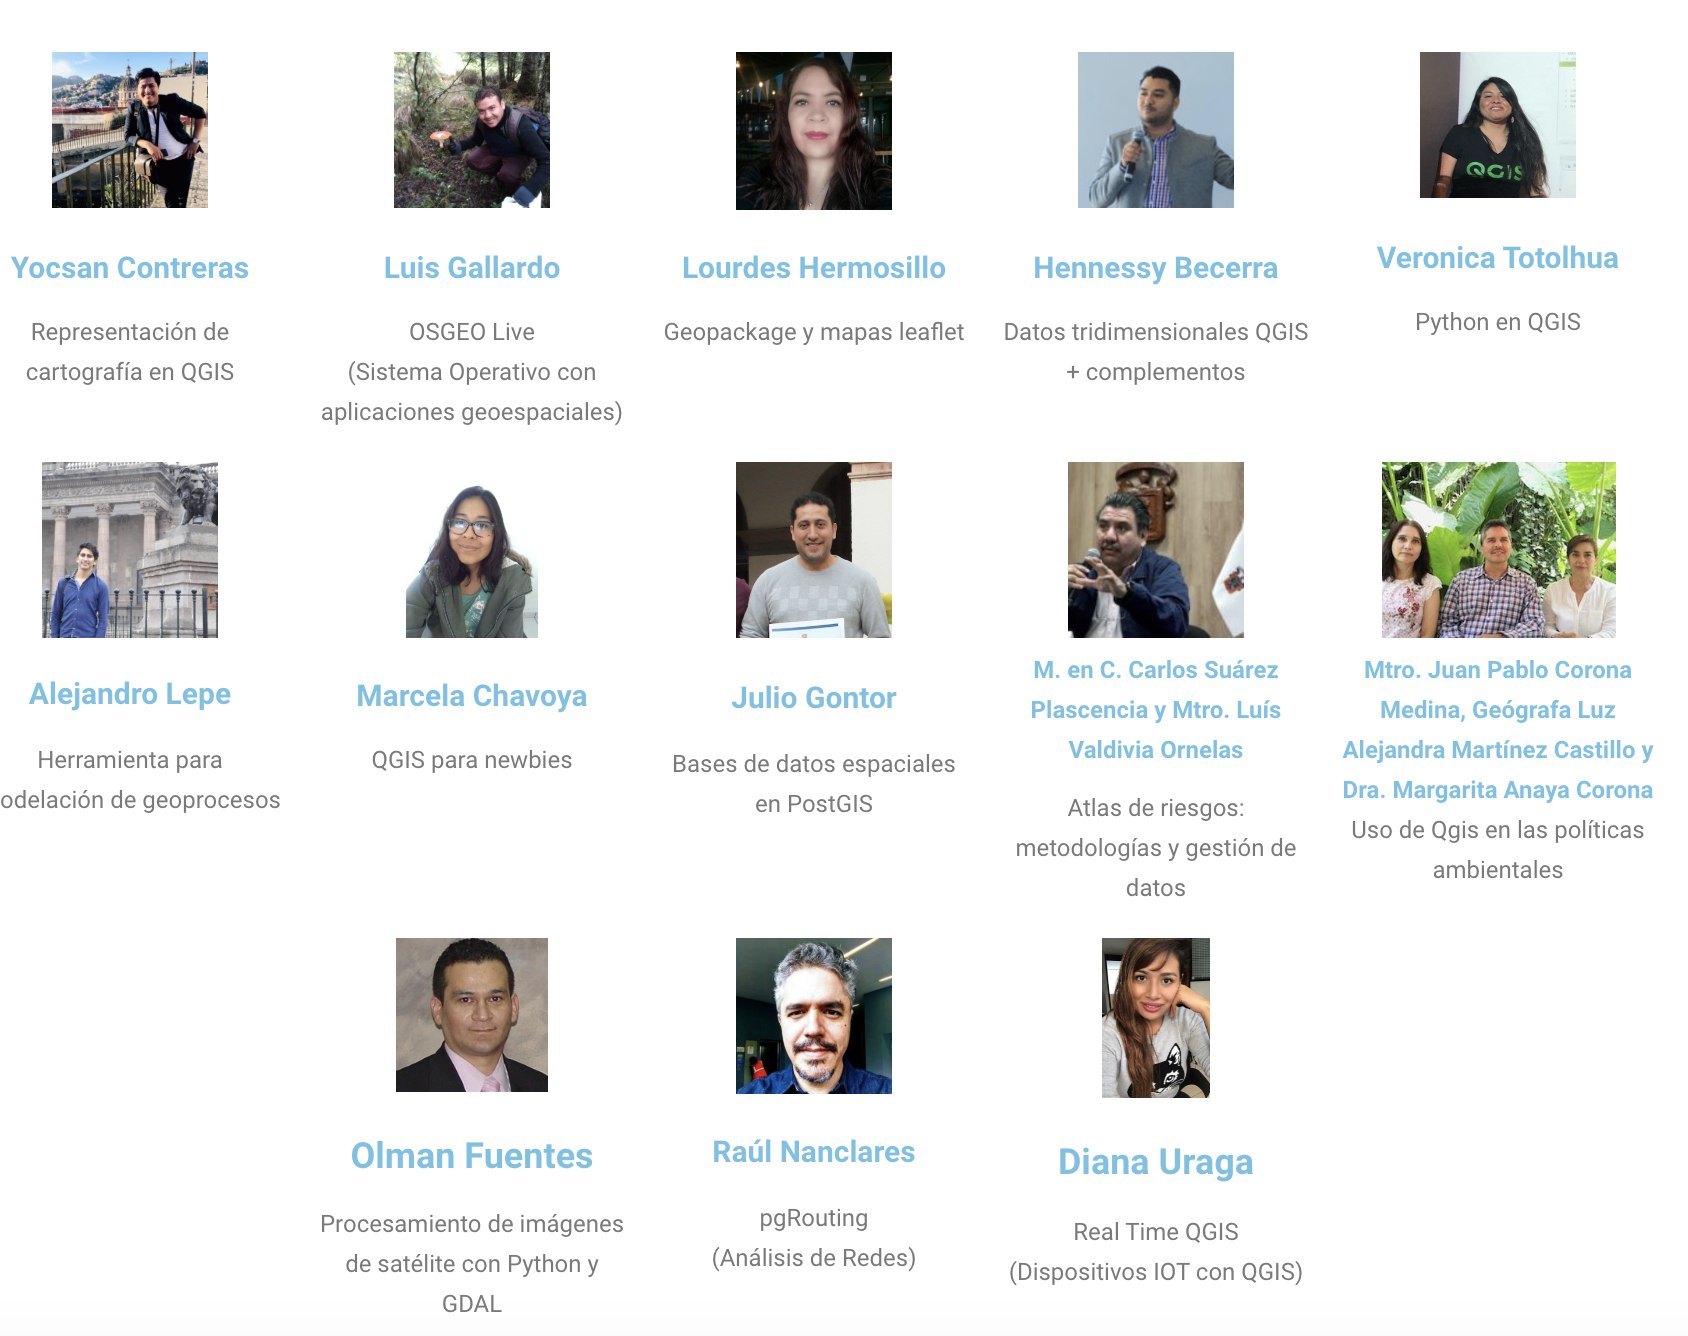 QGIS
Yocsan Contreras
Representación de
cartografía en QGIS
Luis Gallardo
OSGEO Live
(Sistema Operativo con
aplicaciones geoespaciales)
Lourdes Hermosillo
Geopackage y mapas leaflet
Hennessy Becerra
Datos tridimensionales QGIS
+ complementos
Veronica Totolhua
Python en QGIS
Alejandro Lepe
Herramienta para
odelación de geoprocesos
Marcela Chavoya
QGIS para newbies
Julio Gontor
Bases de datos espaciales
en PostGIS
M. en C. Carlos Suárez
Plascencia y Mtro. Luís
Valdivia Ornelas
Atlas de riesgos:
metodologías y gestión de
datos
Mtro. Juan Pablo Corona
Medina, Geógrafa Luz
Alejandra Martínez Castillo y
Dra. Margarita Anaya Corona
Uso de Qgis en las políticas
ambientales
Olman Fuentes
Procesamiento de imágenes
de satélite con Python y
GDAL
Raúl Nanclares
pgRouting
(Análisis de Redes)
Diana Uraga
Real Time QGIS
(Dispositivos IOT con QGIS)